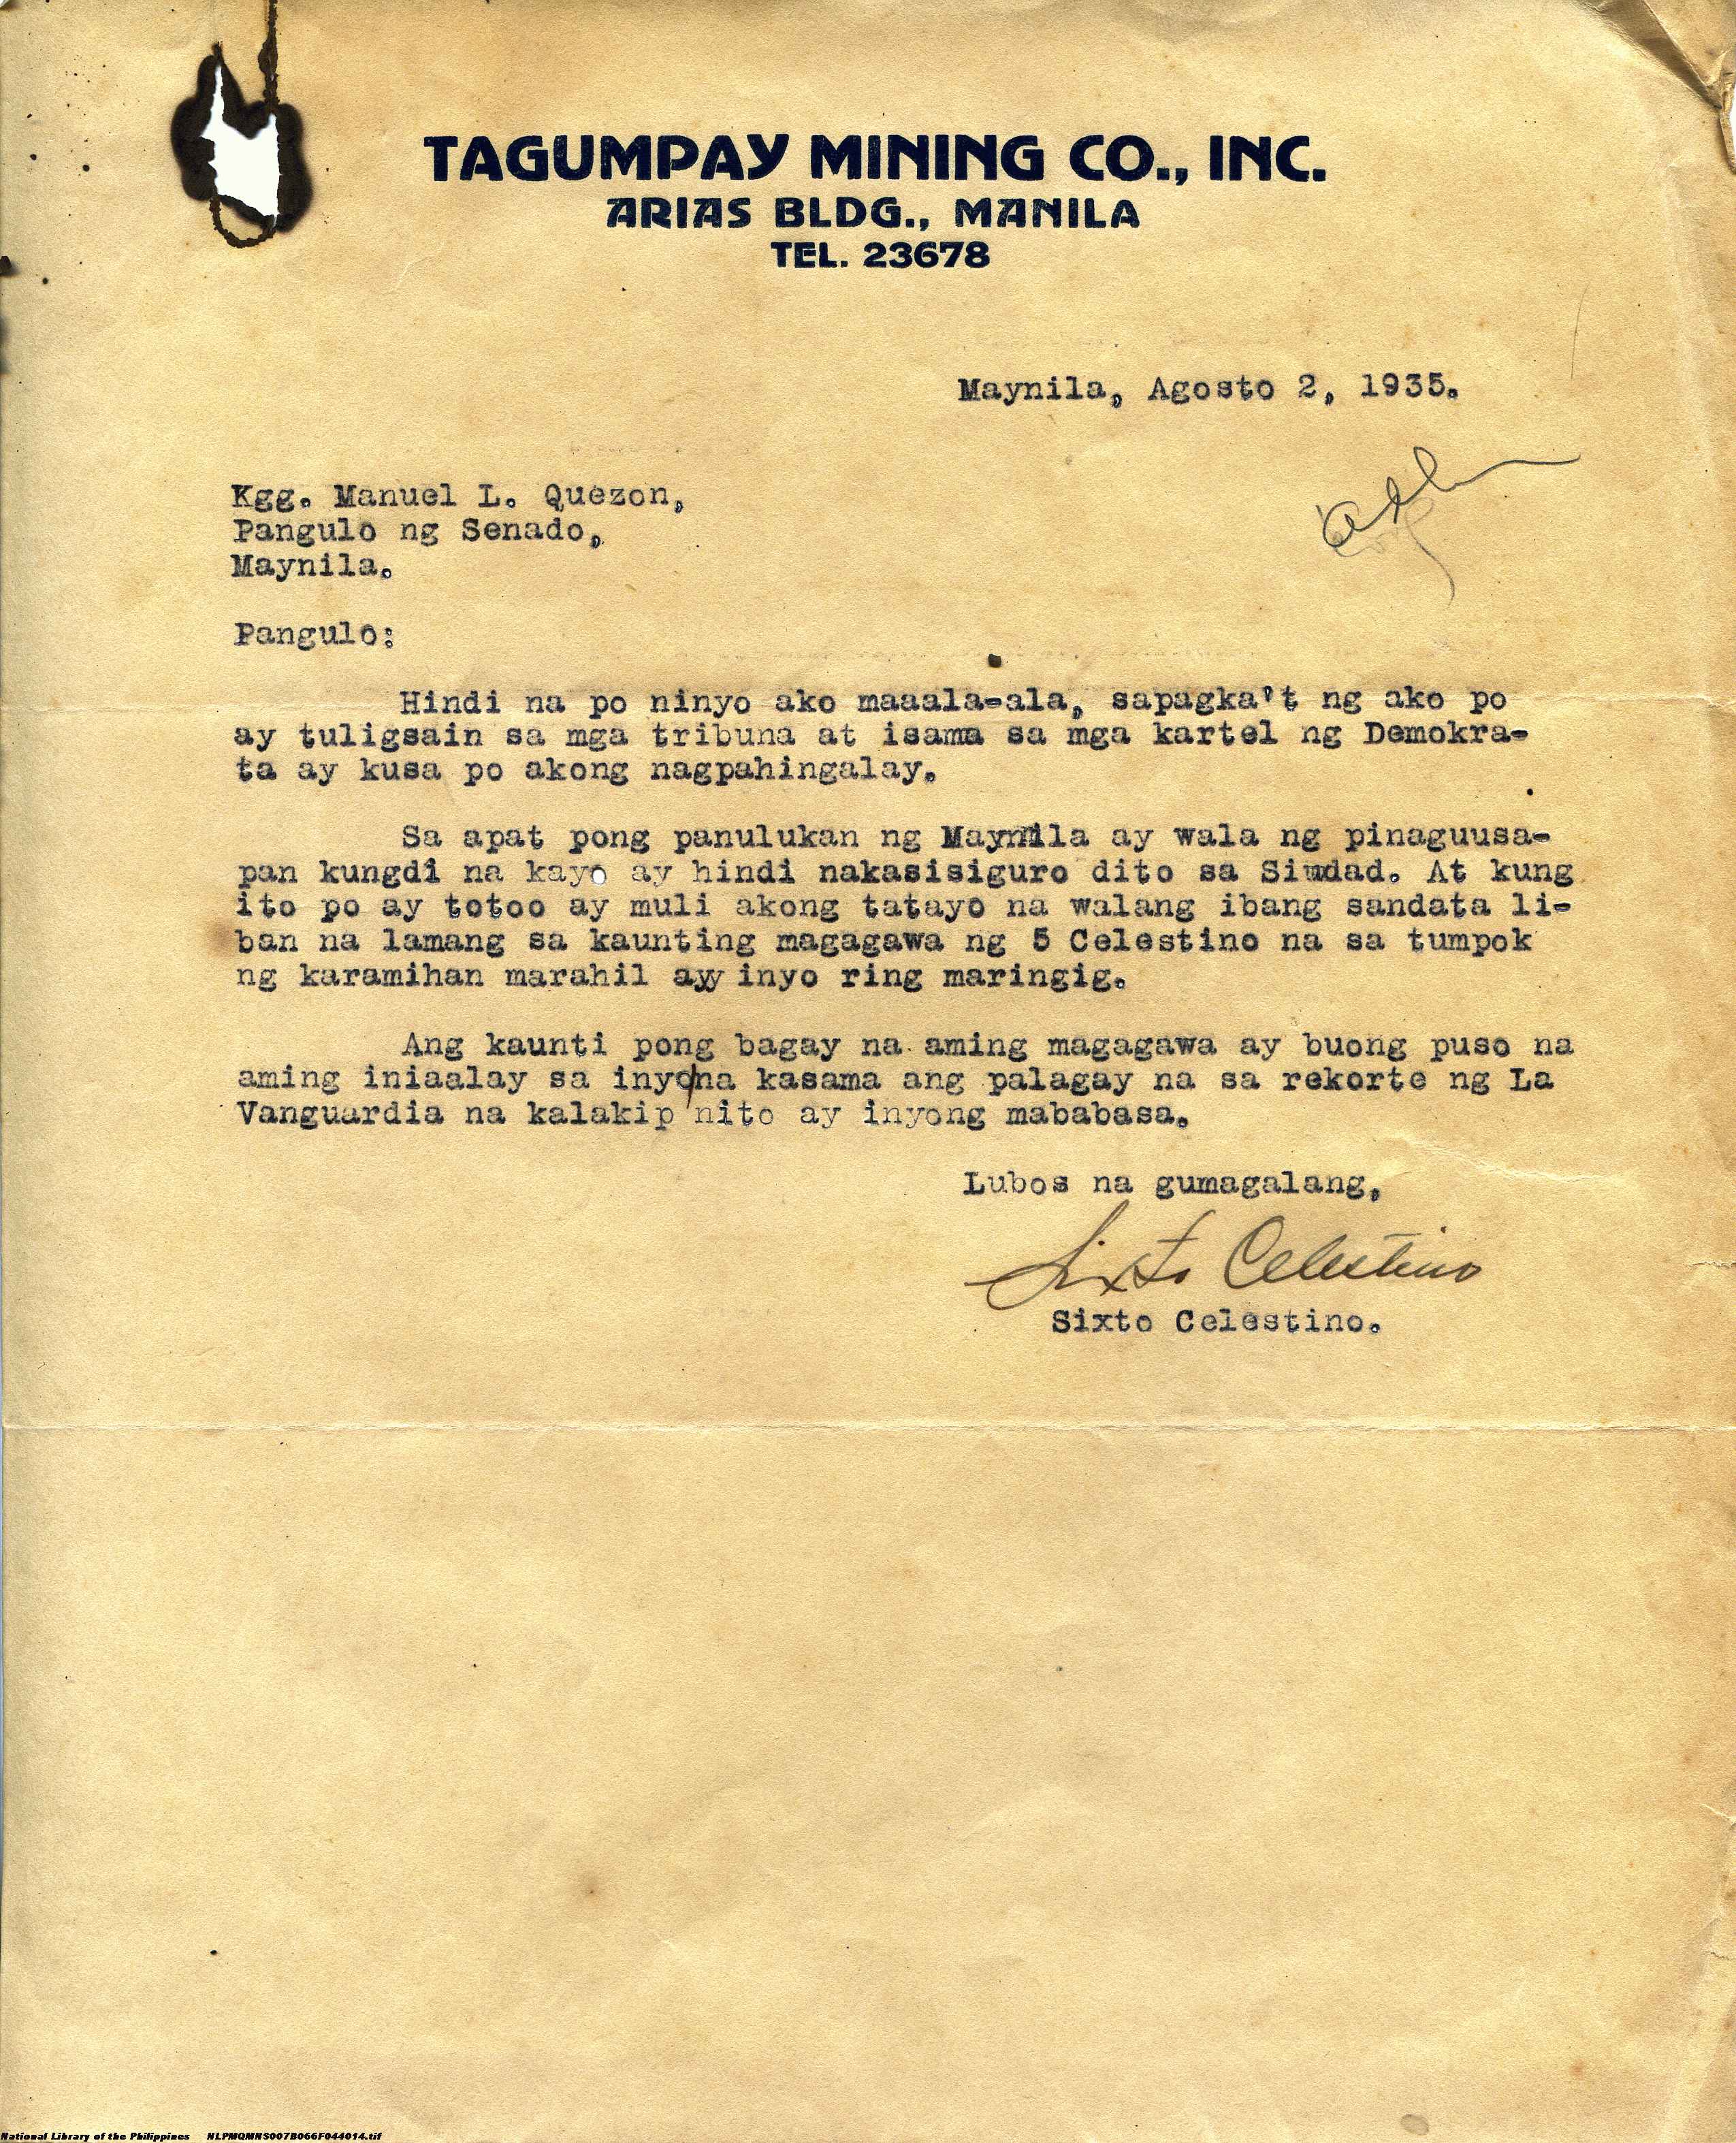 TAGUMPAY MINING CO., INC.
ARIAS BLDG., MANILA
TEL. 23678
Maynila, Agosto 2, 1935.
Kgg. Manuel L. Quezon,
Pangulo ng Senado,
Maynila.
Pangulo:
Hindi na po ninyo ako maaala-ala, sapagka't ng ako po
ay tuligsain sa mga tribuna at isama sa mga kartel ng Demokra-
ta ay kusa po akong nagpahingalay.
Sa apat pong panulukan ng Maynila ay wala ng pinaguusa-
pan kungdi na kayo ay hindi nakasisiguro dito sa Siudad. At kung
ito po ay totoo ay muli akong tatayo na walang ibang sandata li-
ban na lamang sa kaunting magagawa ng 5 Celestino na sa tumpok
ng karamihan marahil ay inyo ring maringig.
Ang kaunti pong bagay na aming magagawa ay buong puso na
aming iniaalay sa inyo na kasama ang palagay na sa rekorte ng La
Vanguardia na kalakip nito ay inyong mababasa.
Lubos na gumagalang,
Sixto Celestino
Sixto Celestino.
National Library of the Philippines NLPMQMNS007B066F044014.tif